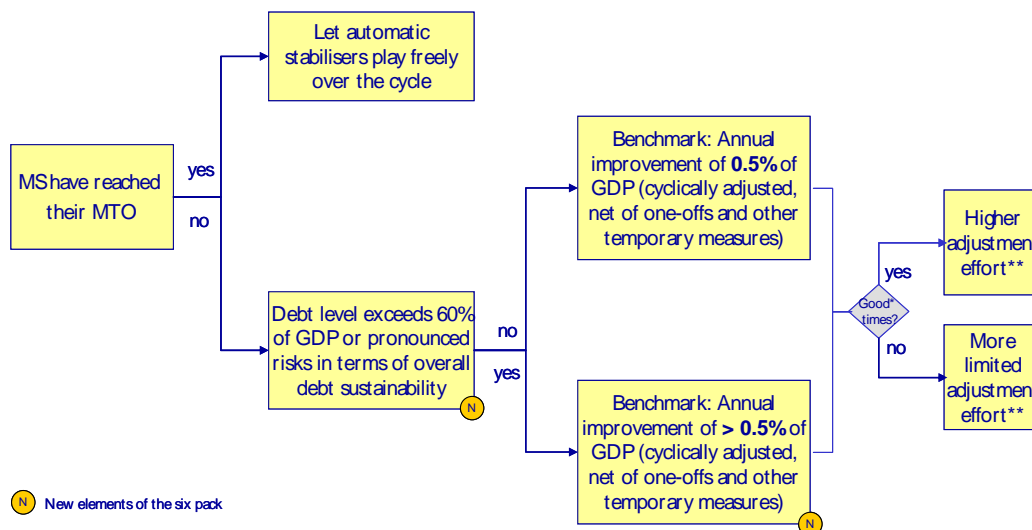 Let automatic
stabilisers play freely
over the cycle
MS have reached
their MTO
yes
no
Debt level exceeds 60%
of GDP or pronounced
risks in terms of overall
debt sustainability
N
no
yes
Benchmark: Annual
improvement of 0.5% of
GDP (cyclically adjusted,
net of one-offs and other
temporary measures)
Benchmark: Annual
improvement of > 0.5% of
GDP (cyclically adjusted,
net of one-offs and other
temporary measures)
N
Good*
times?
yes
no
Higher
adjustmen
effort**
More
limited
adjustmen
effort**
N New elements of the six pack